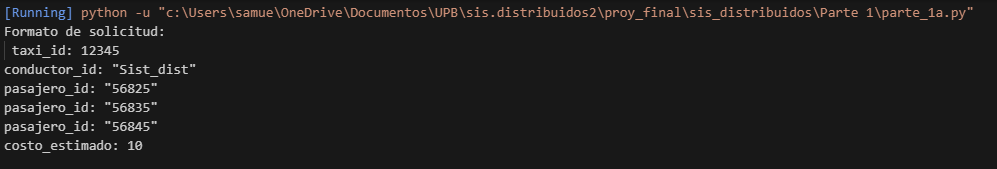 [Running] python -u "c:\Users\samue\OneDrive\Documentos\UPB\sis.distribuidos2\proy_final\sis_distribuidos\Parte 1\parte_1a.py"
Formato de solicitud:
taxi_id: 12345
conductor_id: "Sist_dist"
pasajero_id: "56825"
pasajero_id: "56835"
pasajero_id: "56845"
costo_estimado: 10